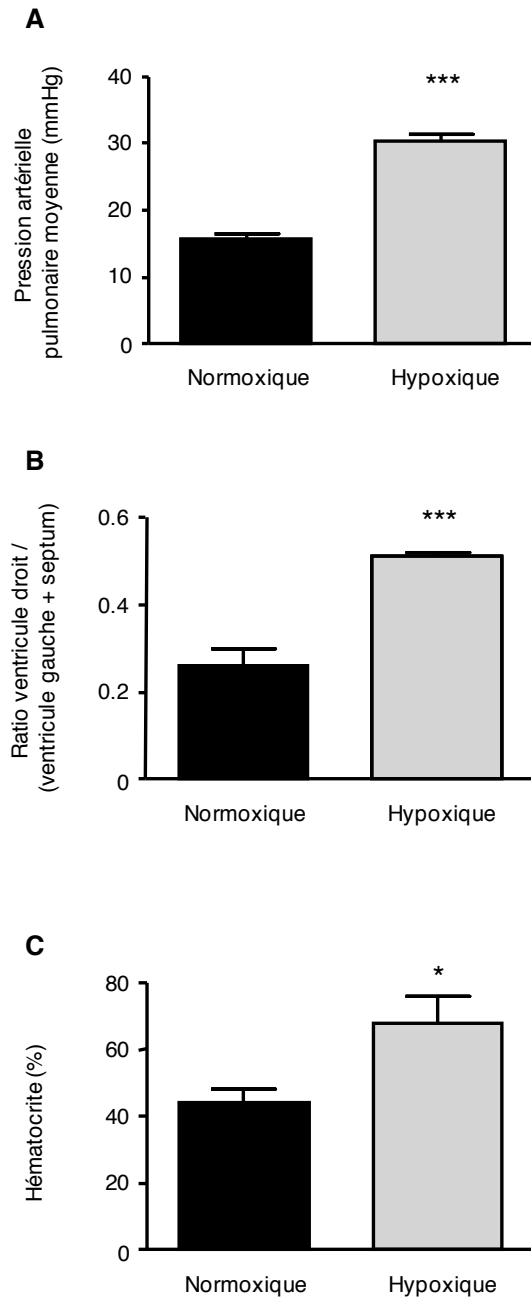 A
Pression artérielle
pulmonaire moyenne (mmHg)
40
30
20
10
0
***
Normoxique
Hypoxique
B
Ratio ventricule droit /
(ventricule gauche + septum)
0.6
0.4
0.2
0
***
Normoxique
Hypoxique
C
Hématocrite (%)
80
60
40
20
0
*
Normoxique
Hypoxique